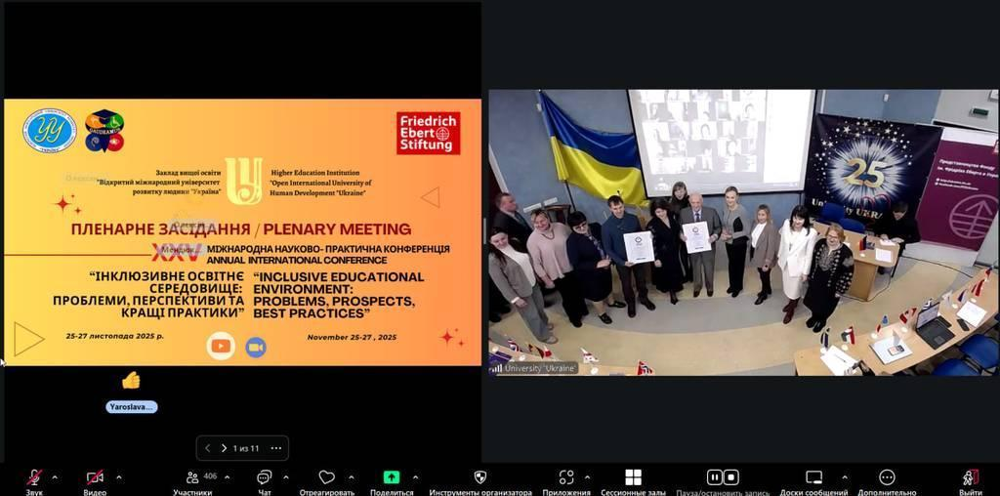 УУ
GAUDEAMUS
Friedrich
Ebert
Stiftung
Заклад вищої освіти
"Відкритий міжнародний університет
розвитку людини "Україна"
Higher Education Institution
"Open International University of
Human Development "Ukraine"
ПЛЕНАРНЕ ЗАСІДАННЯ / PLENARY MEETING
XXV
МІЖНАРОДНА НАУКОВО- ПРАКТИЧНА КОНФЕРЕНЦІЯ
ANNUAL INTERNATIONAL CONFERENCE
"ІНКЛЮЗИВНЕ ОСВІТНЄ
СЕРЕДОВИЩЕ:
ПРОБЛЕМИ, ПЕРСПЕКТИВИ ТА
КРАЩІ ПРАКТИКИ"
"INCLUSIVE EDUCATIONAL
ENVIRONMENT:
PROBLEMS, PROSPECTS,
BEST PRACTICES"
25-27 листопада 2025 р.
November 25-27 , 2025
Yaroslava...
1 из 11
25
University "Ukraine"
Звук
Видео
406
Участники
Чат
Отреагировать
Поделиться
Инструменты организатора
Приложения
Сессионные залы
Пауза/остановить запись
Доски сообщений
Дополнительно
Выйти